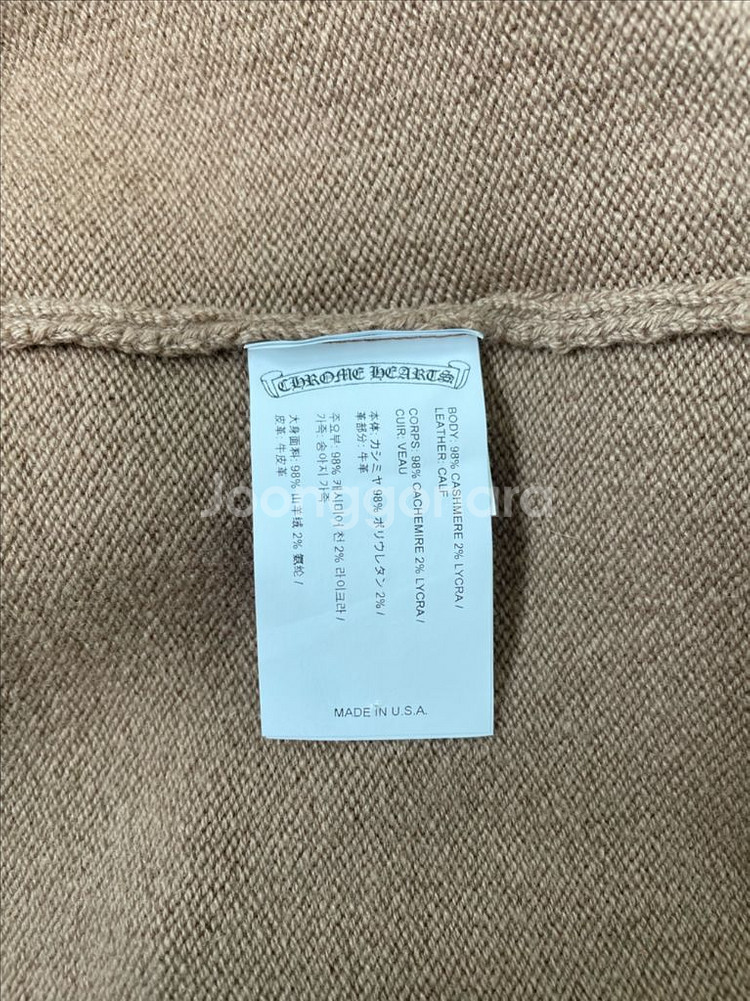 CHROME HEARTS
BODY: 98% CASHMERE 2% LYCRA /
LEATHER: CALF
CORPS: 98% CACHEMIRE 2% LYCRA /
CUIR: VEAU
本体: カシミヤ 98% ポリウレタン 2% /
革部分: 牛革
주요부: 98% 캐시미어 천 2% 라이크라 /
가죽: 송아지 가죽
大身面料: 98% 山羊绒 2% 氨纶 /
皮革: 牛皮革
MADE IN U.S.A.
Joonggonara